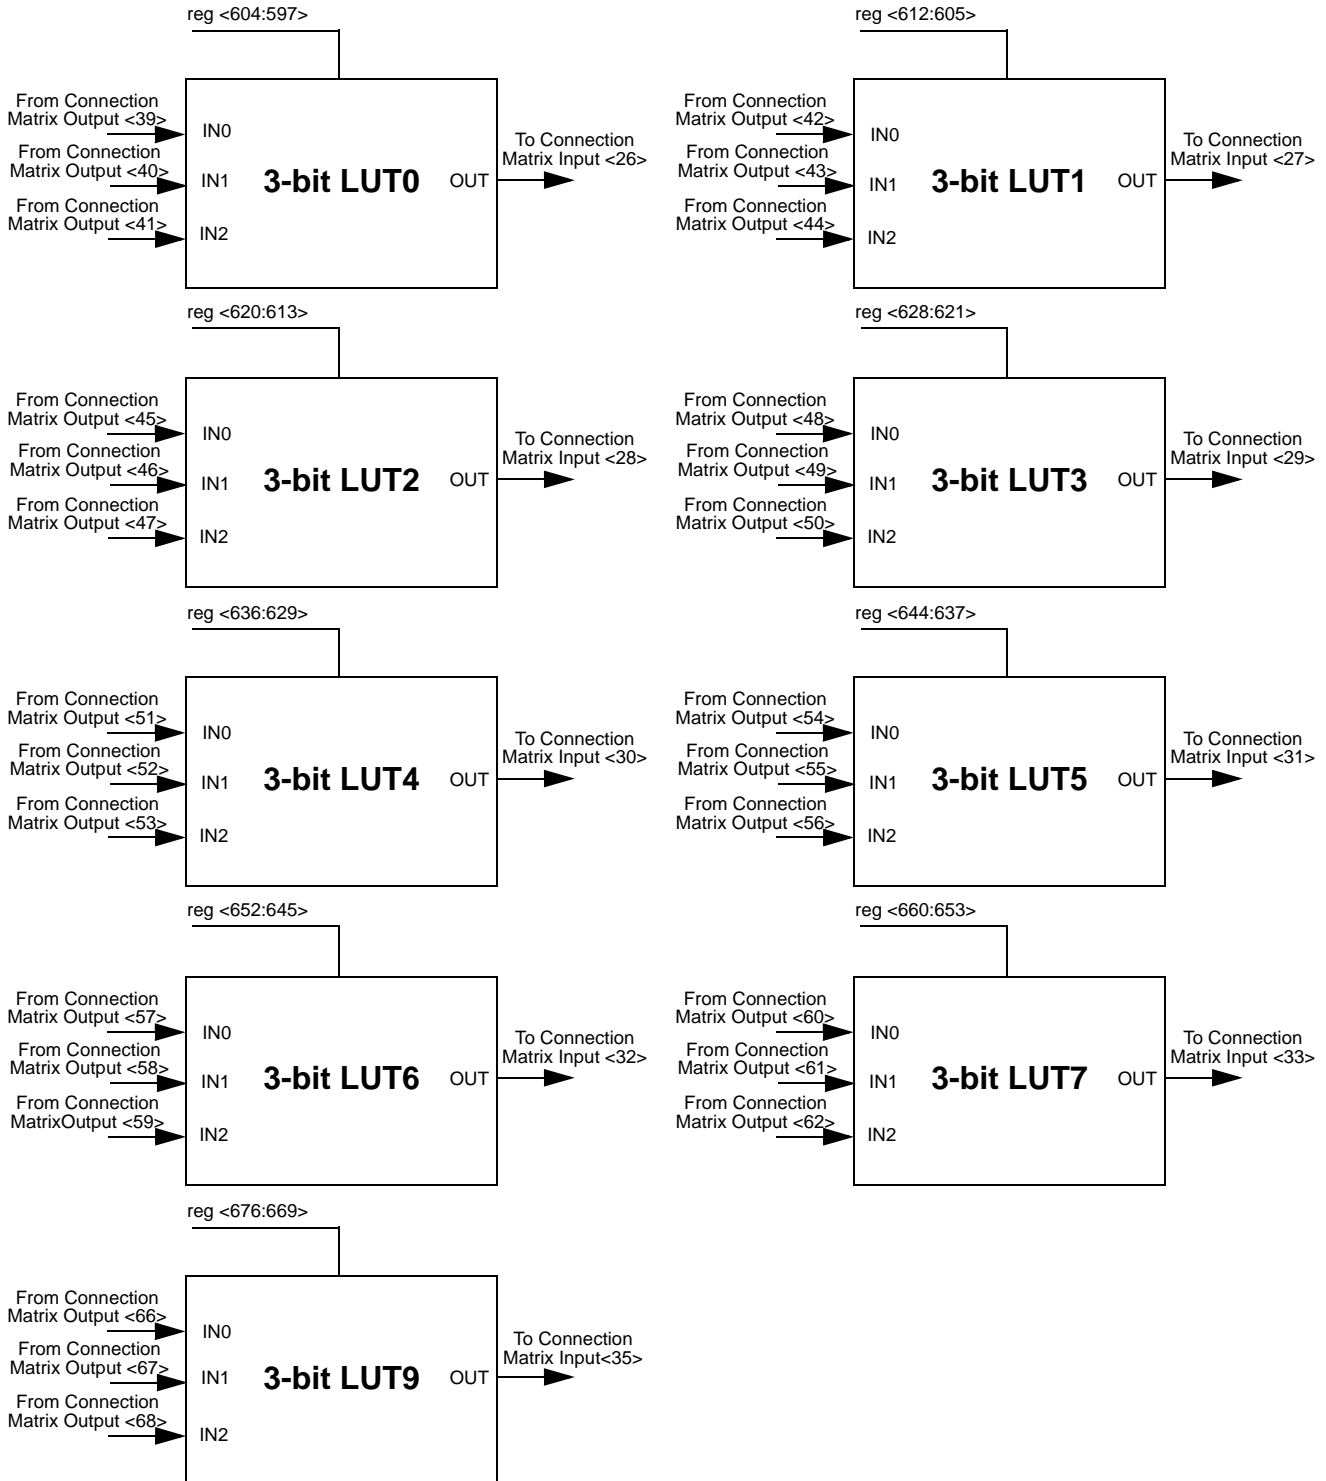 reg <604:597>
From Connection
Matrix Output <39>
From Connection
Matrix Output <40>
From Connection
Matrix Output <41>
IN0
IN1
IN2
3-bit LUT0
OUT
To Connection
Matrix Input <26>
reg <612:605>
From Connection
Matrix Output <42>
From Connection
Matrix Output <43>
From Connection
Matrix Output <44>
IN0
IN1
IN2
3-bit LUT1
OUT
To Connection
Matrix Input <27>
reg <620:613>
From Connection
Matrix Output <45>
From Connection
Matrix Output <46>
From Connection
Matrix Output <47>
IN0
IN1
IN2
3-bit LUT2
OUT
To Connection
Matrix Input <28>
reg <628:621>
From Connection
Matrix Output <48>
From Connection
Matrix Output <49>
From Connection
Matrix Output <50>
IN0
IN1
IN2
3-bit LUT3
OUT
To Connection
Matrix Input <29>
reg <636:629>
From Connection
Matrix Output <51>
From Connection
Matrix Output <52>
From Connection
Matrix Output <53>
IN0
IN1
IN2
3-bit LUT4
OUT
To Connection
Matrix Input <30>
reg <644:637>
From Connection
Matrix Output <54>
From Connection
Matrix Output <55>
From Connection
Matrix Output <56>
IN0
IN1
IN2
3-bit LUT5
OUT
To Connection
Matrix Input <31>
reg <652:645>
From Connection
Matrix Output <57>
From Connection
Matrix Output <58>
From Connection
MatrixOutput <59>
IN0
IN1
IN2
3-bit LUT6
OUT
To Connection
Matrix Input <32>
reg <660:653>
From Connection
Matrix Output <60>
From Connection
Matrix Output <61>
From Connection
Matrix Output <62>
IN0
IN1
IN2
3-bit LUT7
OUT
To Connection
Matrix Input <33>
reg <676:669>
From Connection
Matrix Output <66>
From Connection
Matrix Output <67>
From Connection
Matrix Output <68>
IN0
IN1
IN2
3-bit LUT9
OUT
To Connection
Matrix Input<35>